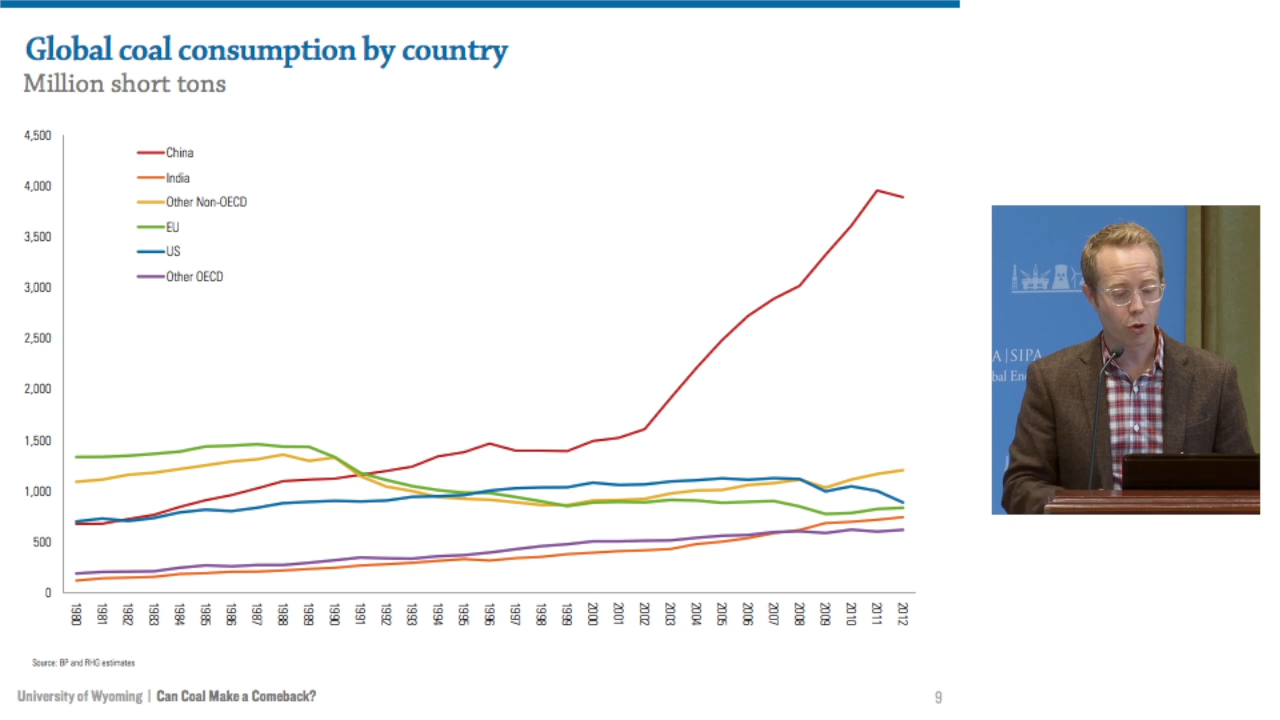 Global coal consumption by country
Million short tons
4,500
4,000
3,500
3,000
2,500
2,000
1,500
1,000
500
0
China
India
Other Non-OECD
EU
US
Other OECD
1980 1981 1982 1983 1984 1985 1986 1987 1988 1989 1990 1991 1992 1993 1994 1995 1996 1997 1998 1999 2000 2001 2002 2003 2004 2005 2006 2007 2008 2009 2010 2011 2012
Source: BP and RHG estimates
University of Wyoming | Can Coal Make a Comeback?
9
A | SIPA
bal En